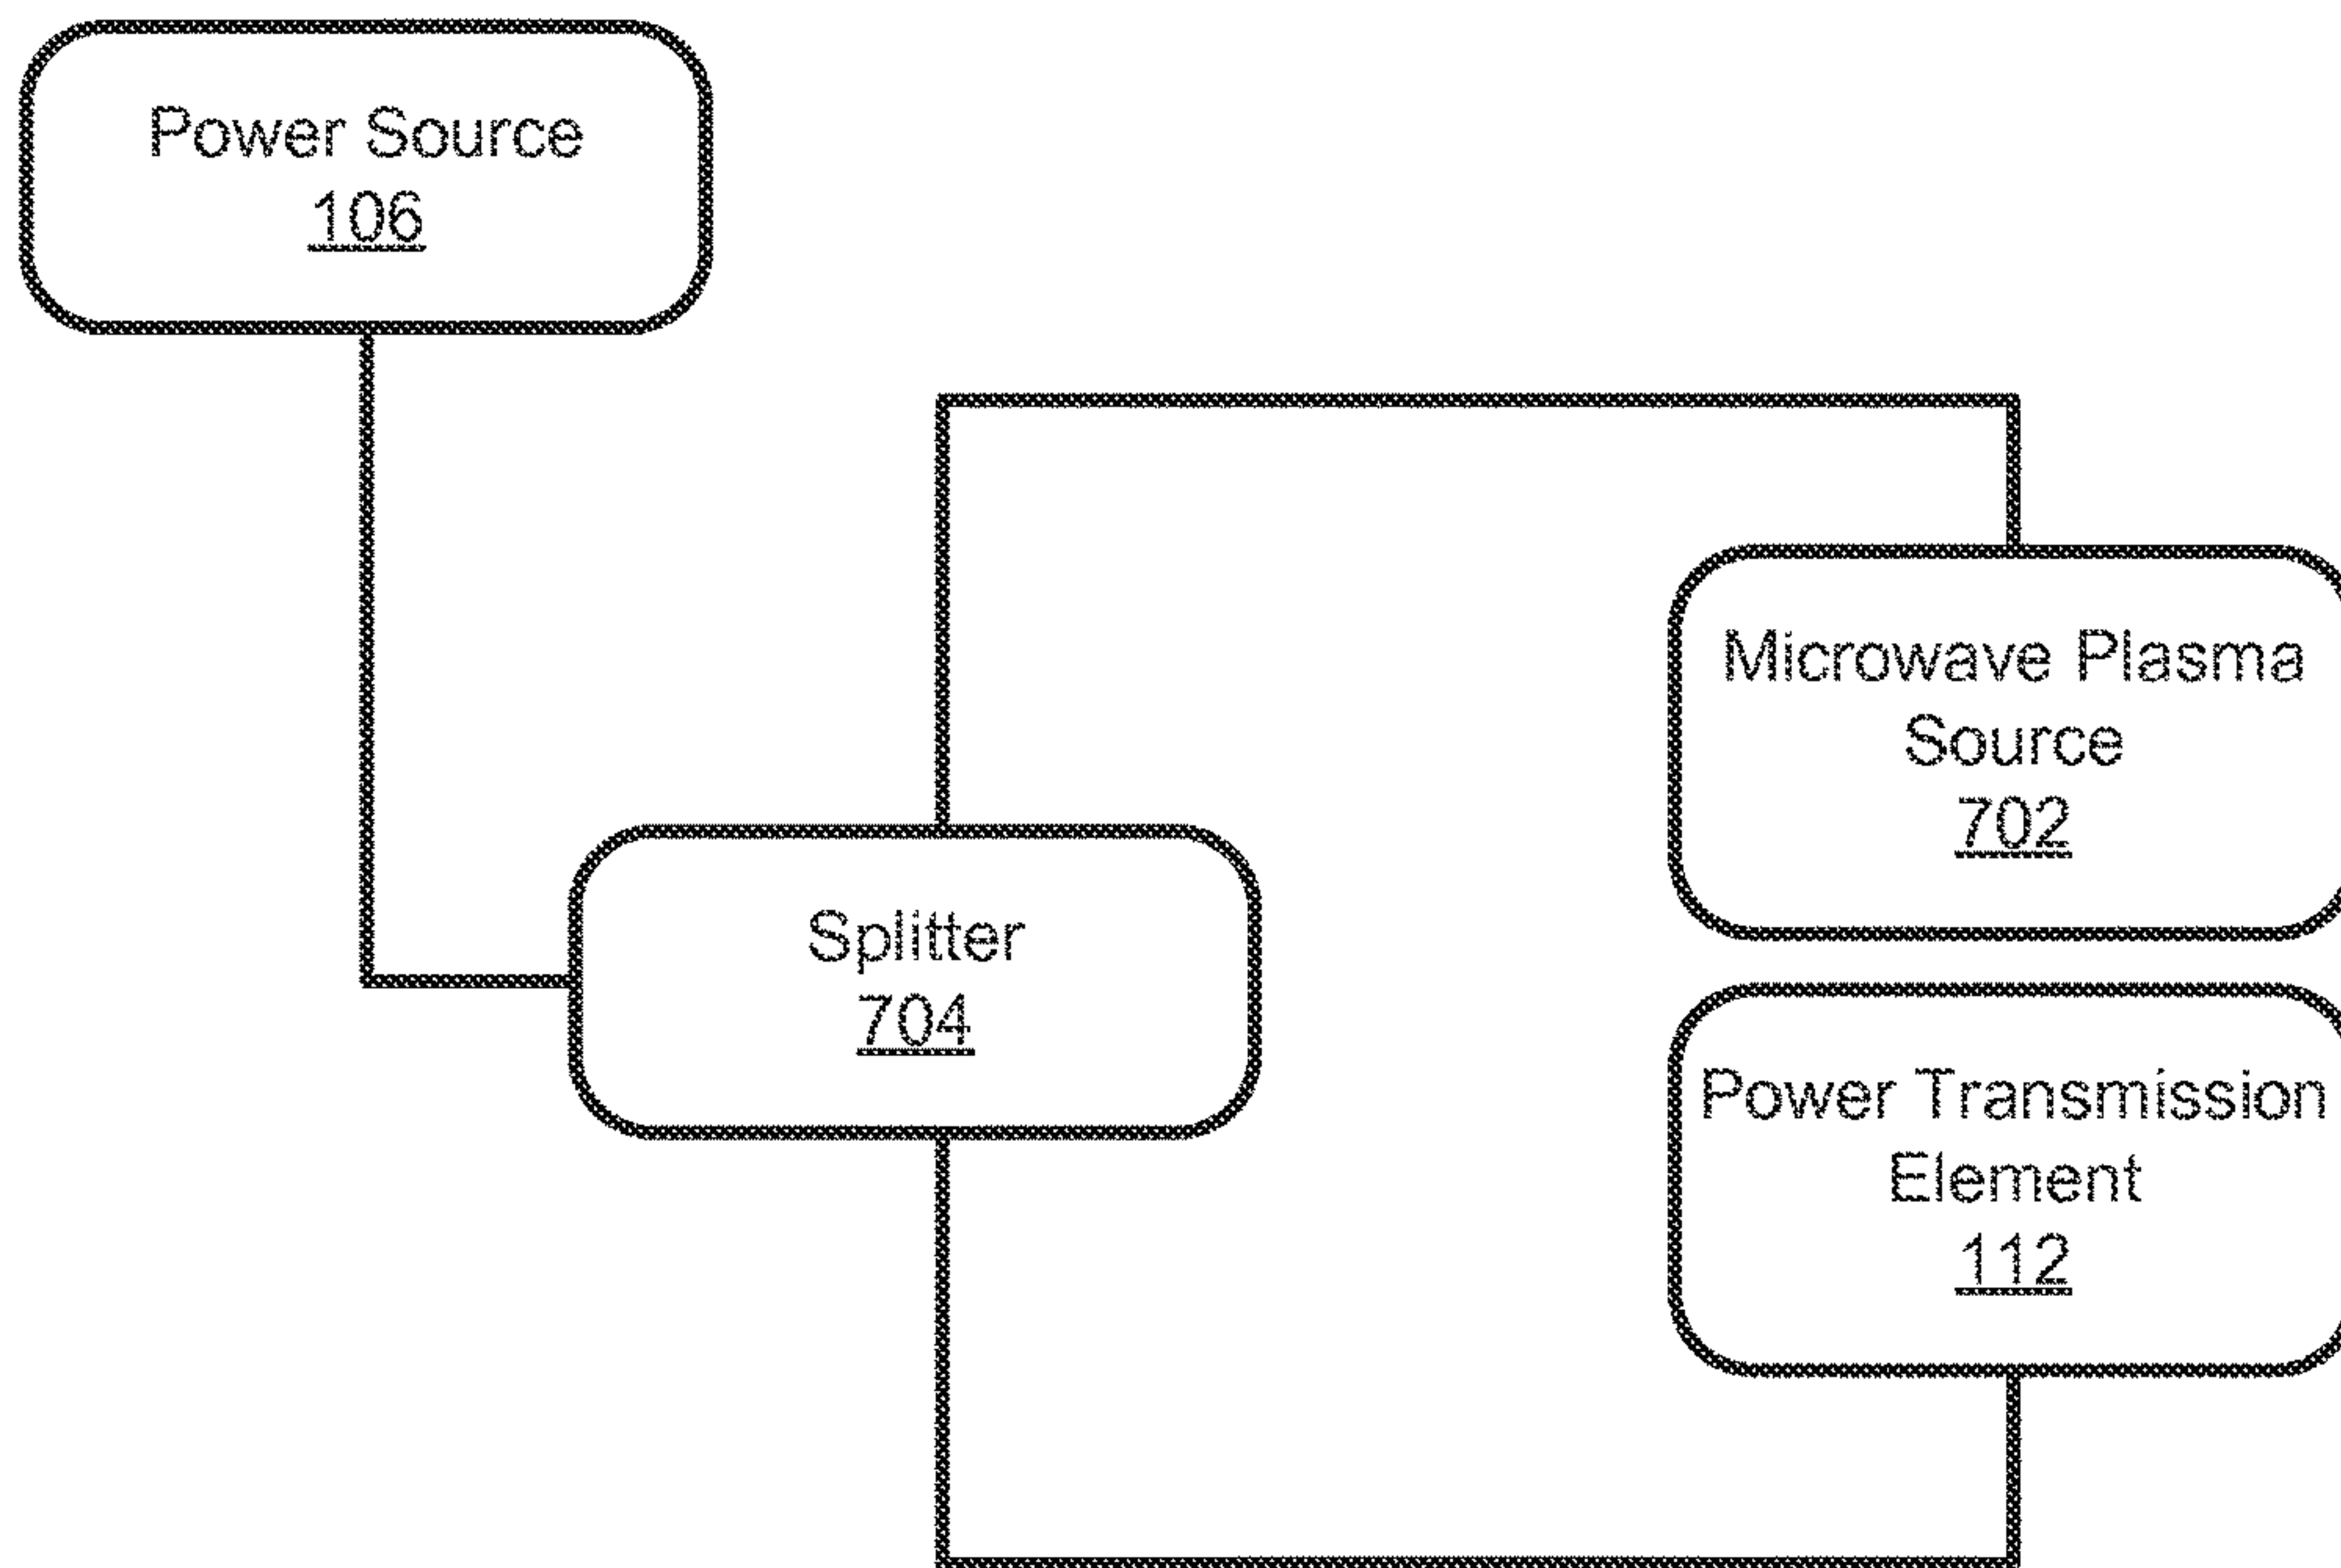 Power Source
106
Microwave Plasma
Source
702
Splitter
704
Power Transmission
Element
112